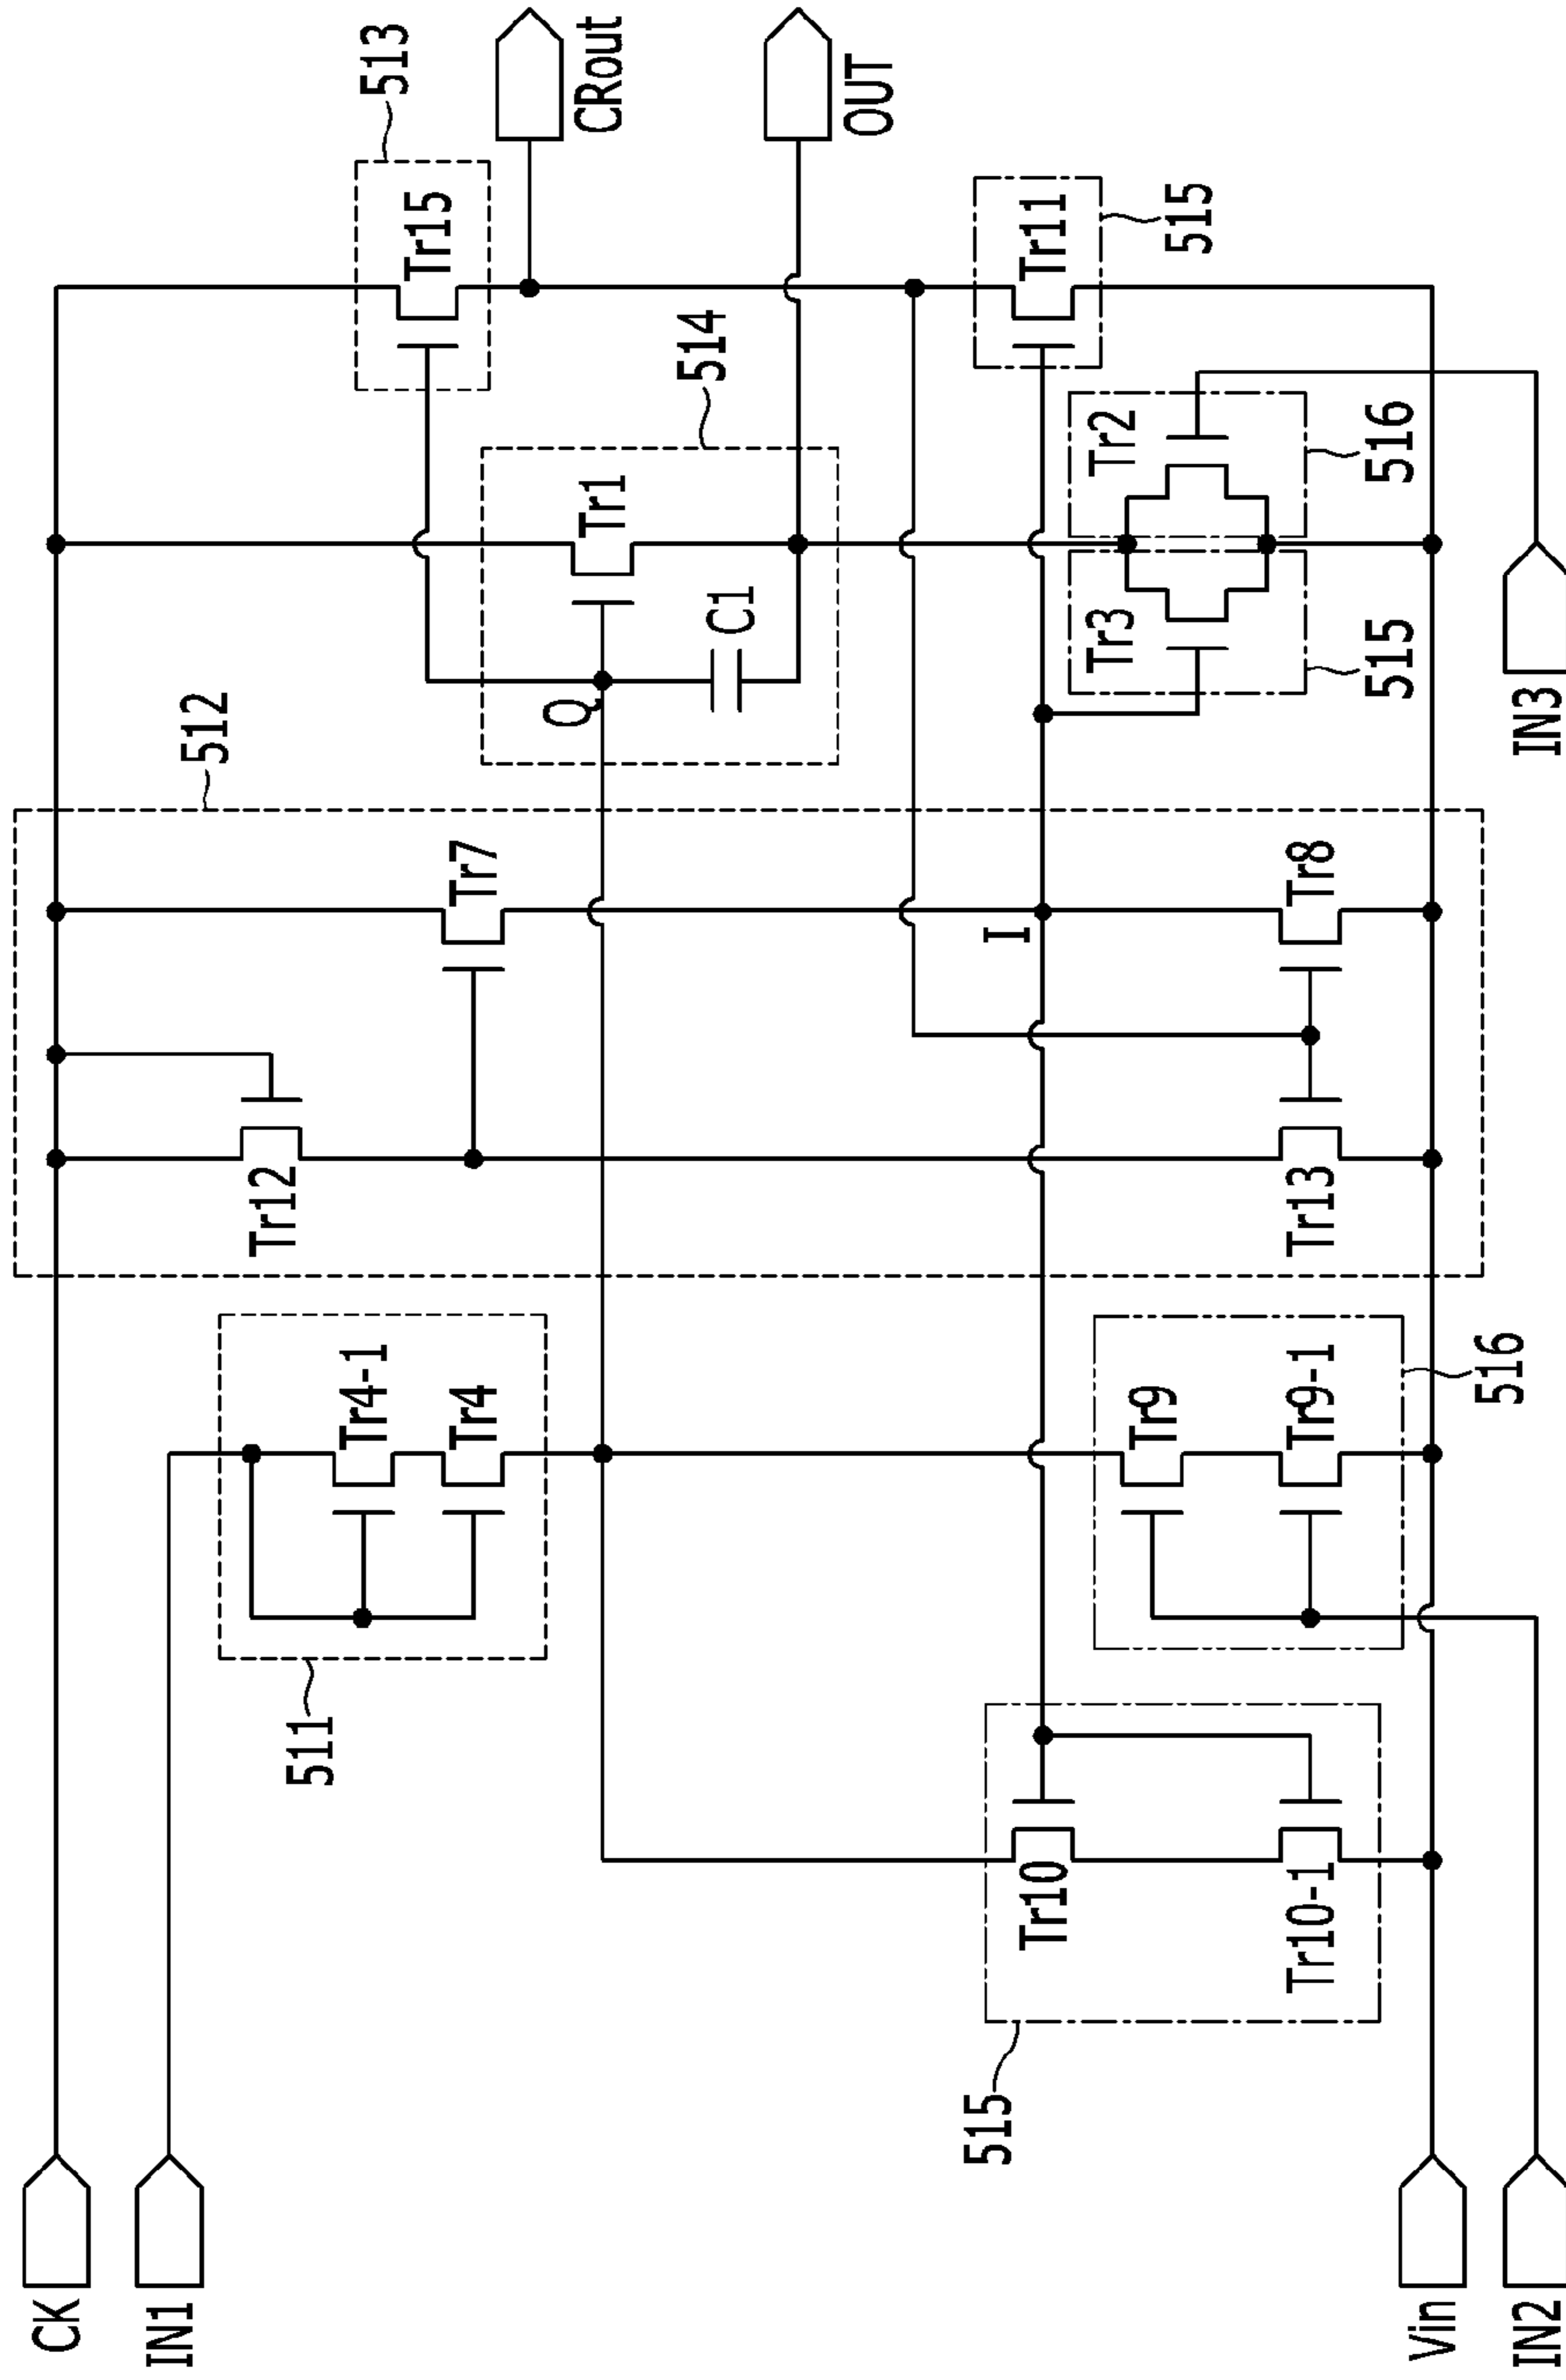 CK
IN1
512
Tr12
511
Tr4-1
513
Tr15
Tr4
Tr7
Q
Tr1
CRout
514
C1
OUT
515
I
Tr10
Tr11
Tr3
Tr2
Tr9
515
Tr10-1
Tr9-1
Tr13
Tr8
515
516
Vin
516
IN2
IN3